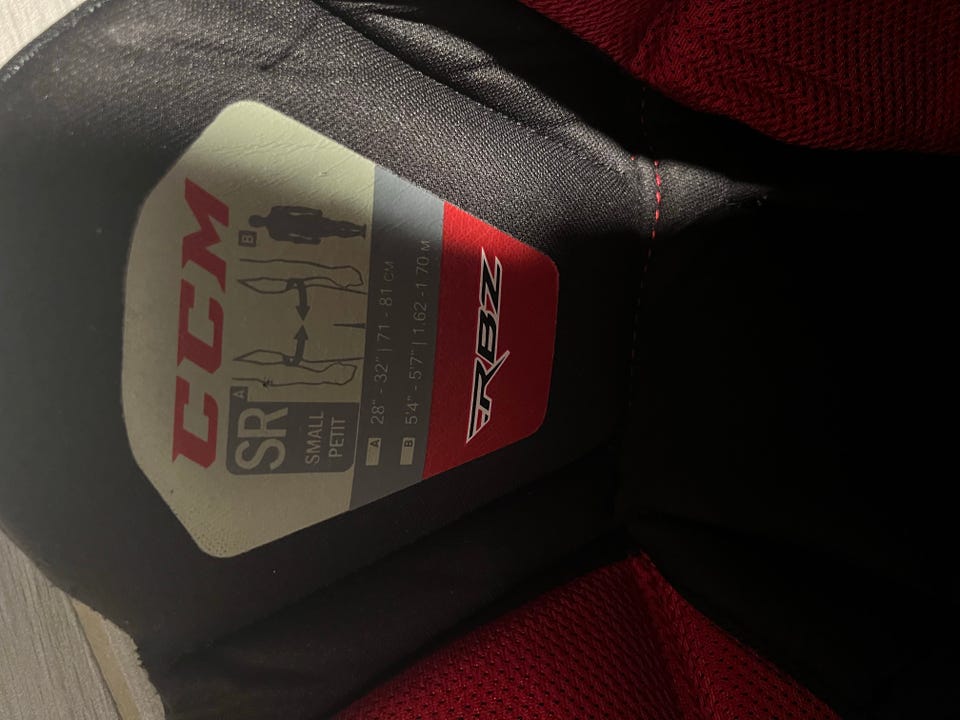 CCM
B
A
SR
SMALL
PETIT
A 28" - 32" | 71 - 81 CM
B 5'4" - 5'7" | 1.62 - 1.70 M
RBZ